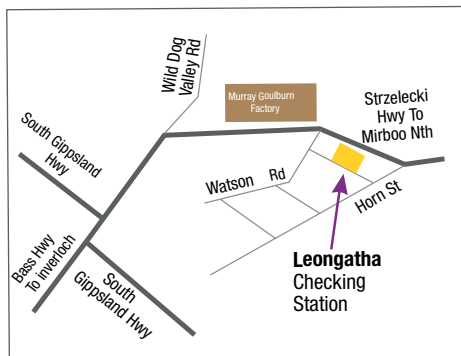 Wild Dog
Valley Rd
Murray Goulburn
Factory
Strzelecki
Hwy To
Mirboo Nth
South Gippsland
Hwy
Watson Rd
Horn St
Bass Hwy
To inverloch
South
Gippsland Hwy
Leongatha
Checking
Station